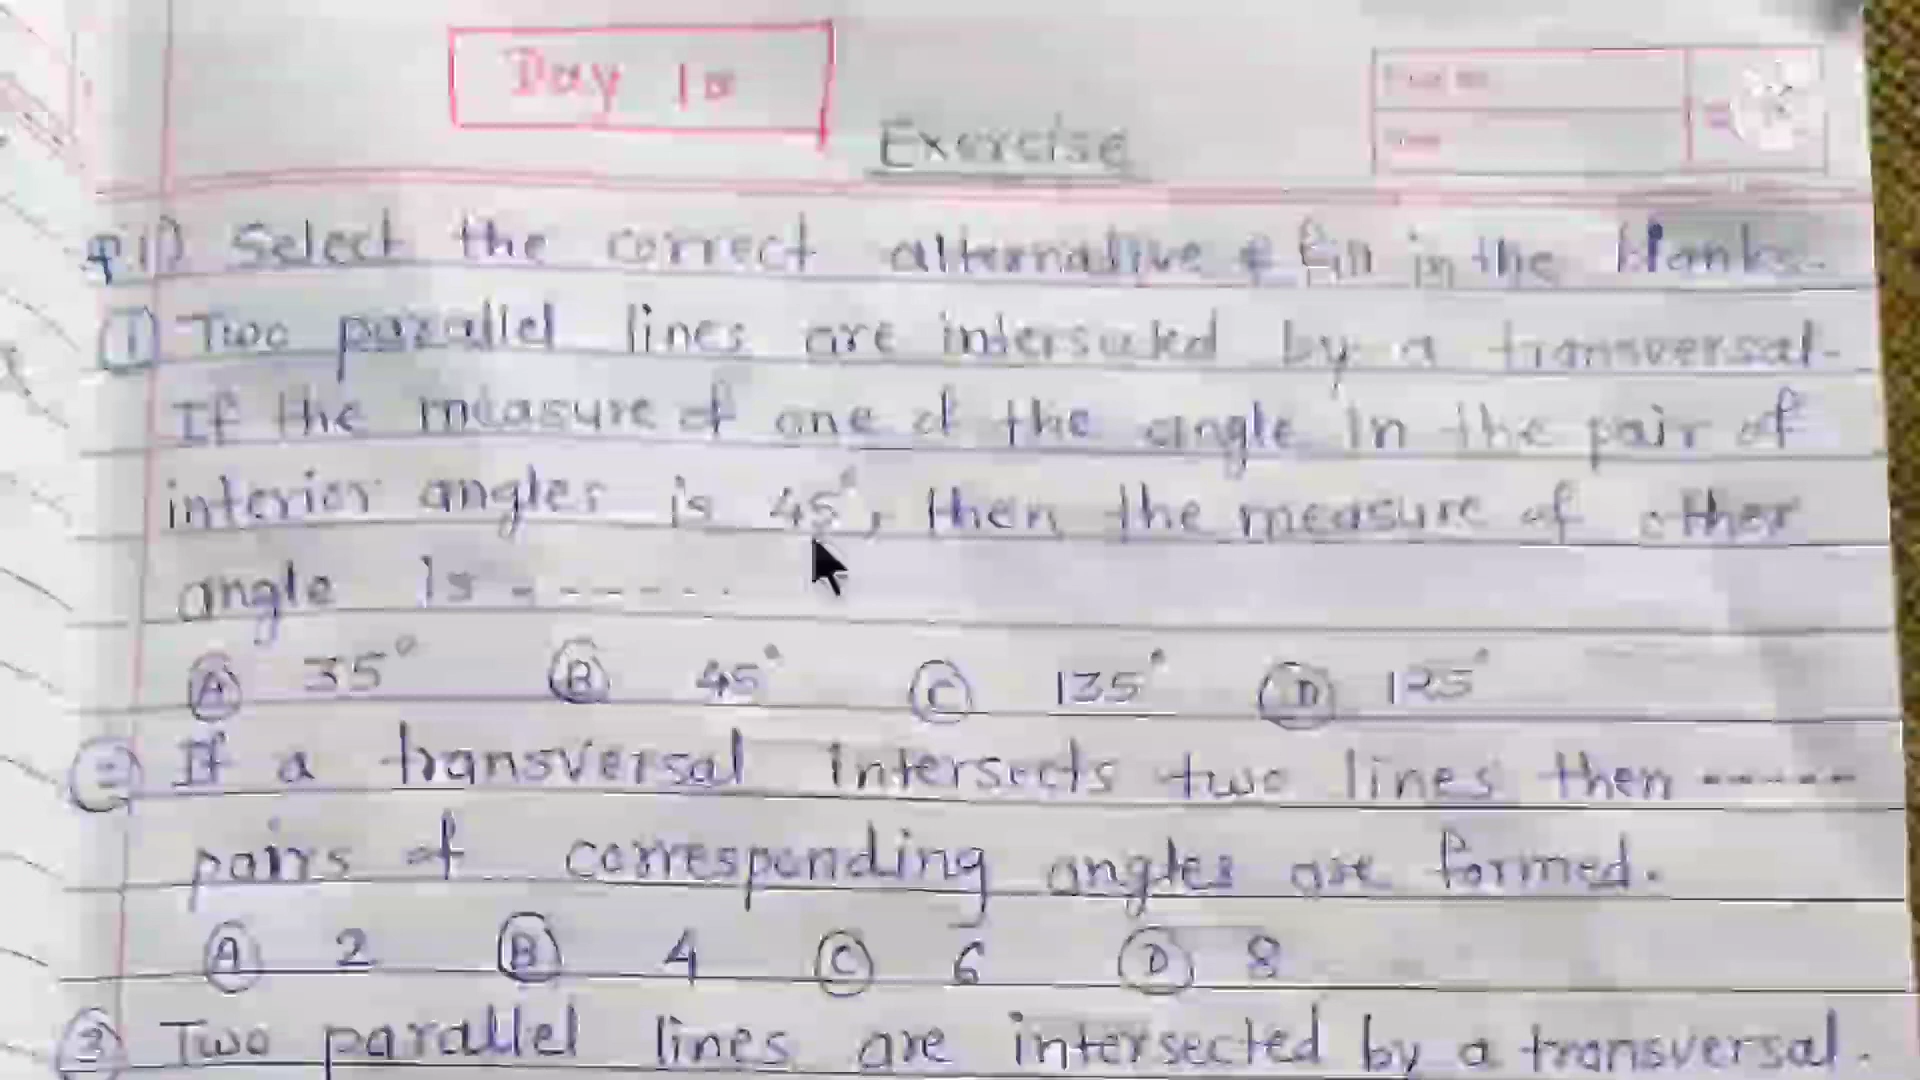 Day 10
Exercise
Q.1) Select the correct alternative & fill in the blanks.
① Two parallel lines are intersected by a transversal.
If the measure of one of the angle in the pair of
interior angles is 45°, then the measure of other
angle is - - - - - -
Ⓐ 35° Ⓑ 45° Ⓒ 135° Ⓓ 125°
② If a transversal intersects two lines then ------
pairs of corresponding angles are formed.
Ⓐ 2 Ⓑ 4 Ⓒ 6 Ⓓ 8
③ Two parallel lines are intersected by a transversal.